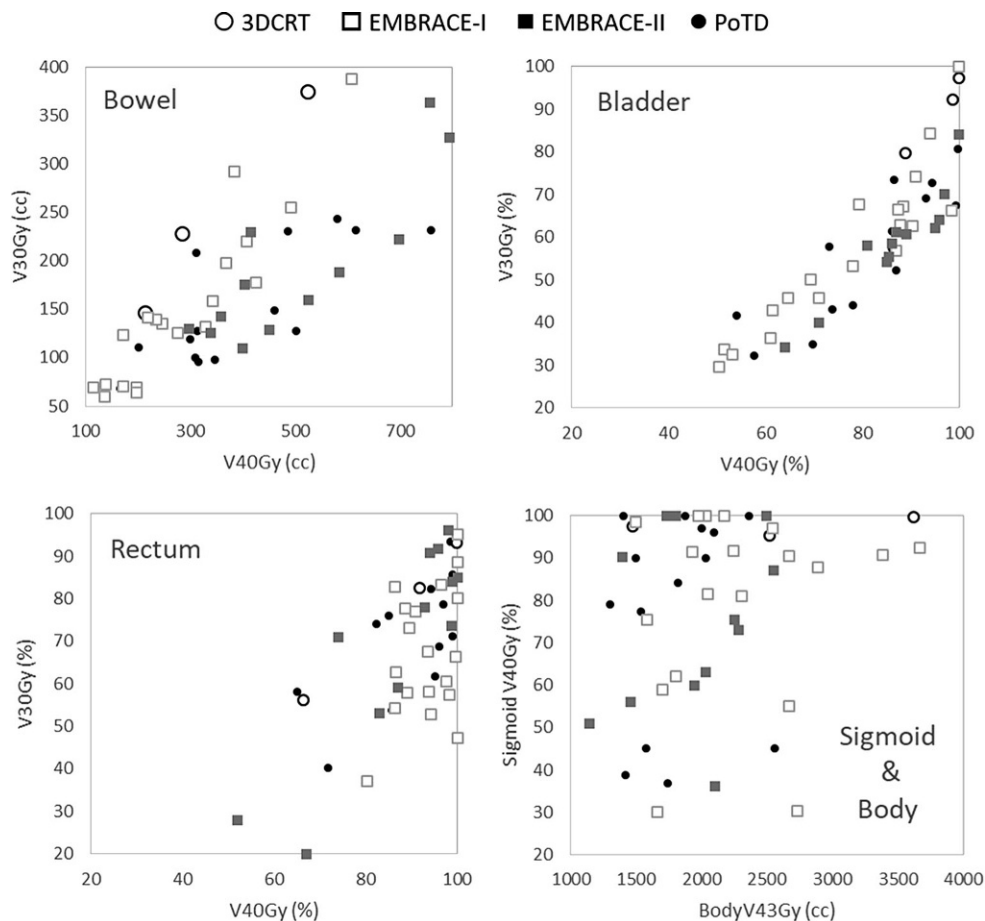 3DCRT EMBRACE-I EMBRACE-II PoTD
Bowel
400
350
300
250
200
150
100
50
100 300 500 700
V30Gy (cc)
V40Gy (cc)
Bladder
100
90
80
70
60
50
40
30
20
20 40 60 80 100
V30Gy (%)
V40Gy (%)
Rectum
100
90
80
70
60
50
40
30
20
20 40 60 80 100
V30Gy (%)
V40Gy (%)
Sigmoid
&
Body
100
90
80
70
60
50
40
30
20
1000 1500 2000 2500 3000 3500 4000
Sigmoid V40Gy (%)
BodyV43Gy (cc)